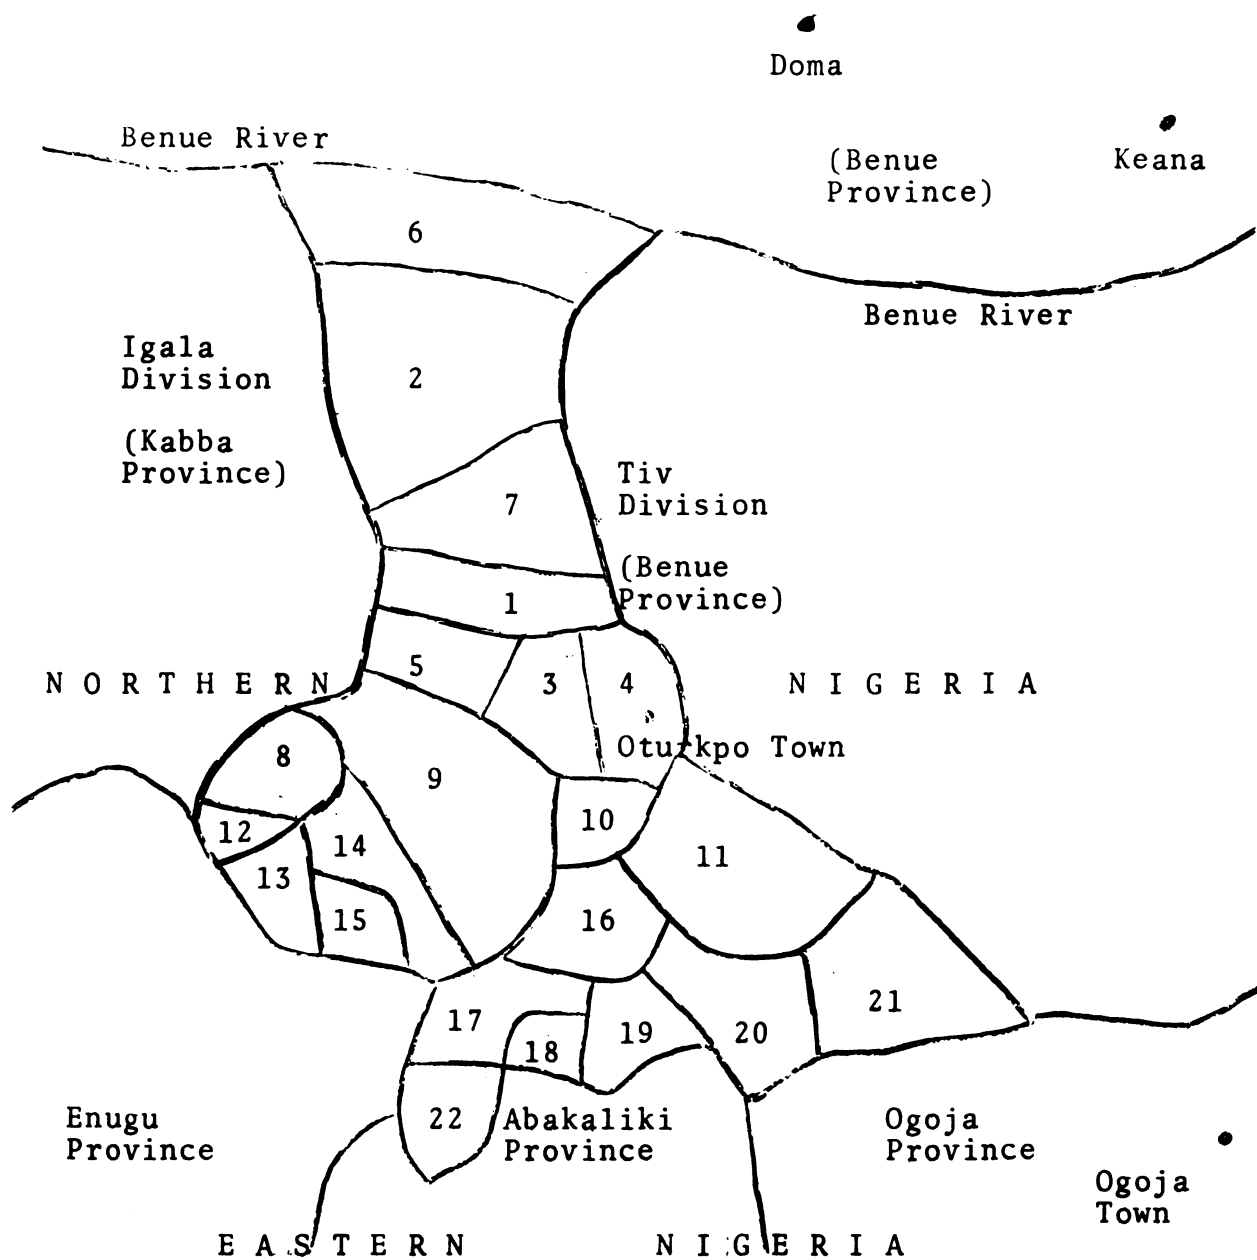 Doma
Benue River
(Benue
Province)
Keana
6
Benue River
Igala
Division
2
(Kabba
Province)
Tiv
Division
7
(Benue
Province)
1
5
3
4
NORTHERN
NIGERIA
Oturkpo Town
8
9
10
12
14
11
13
15
16
21
17
18
19
20
22
Enugu
Province
Abakaliki
Province
Ogoja
Province
Ogoja
Town
EASTERN
NIGERIA